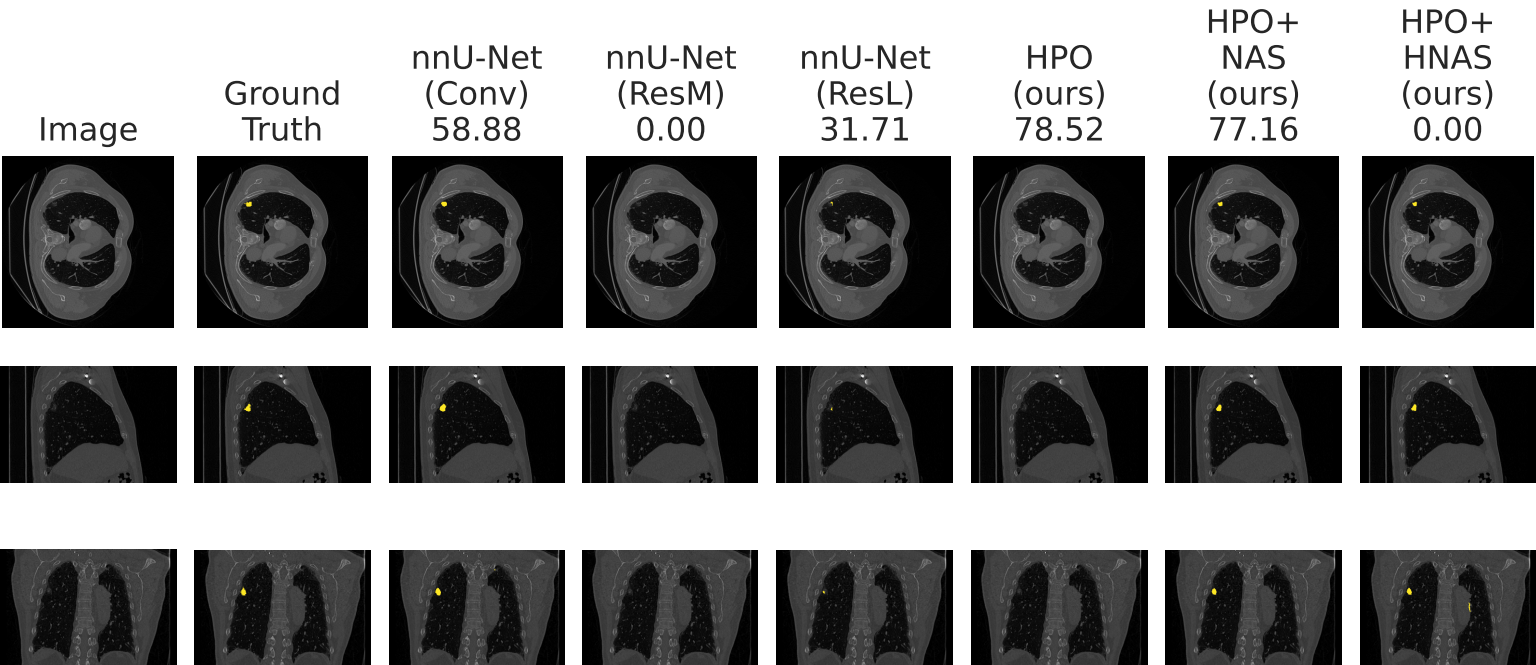 Image
Ground
Truth
nnU-Net
(Conv)
58.88
nnU-Net
(ResM)
0.00
nnU-Net
(ResL)
31.71
HPO
(ours)
78.52
HPO+
NAS
(ours)
77.16
HPO+
HNAS
(ours)
0.00